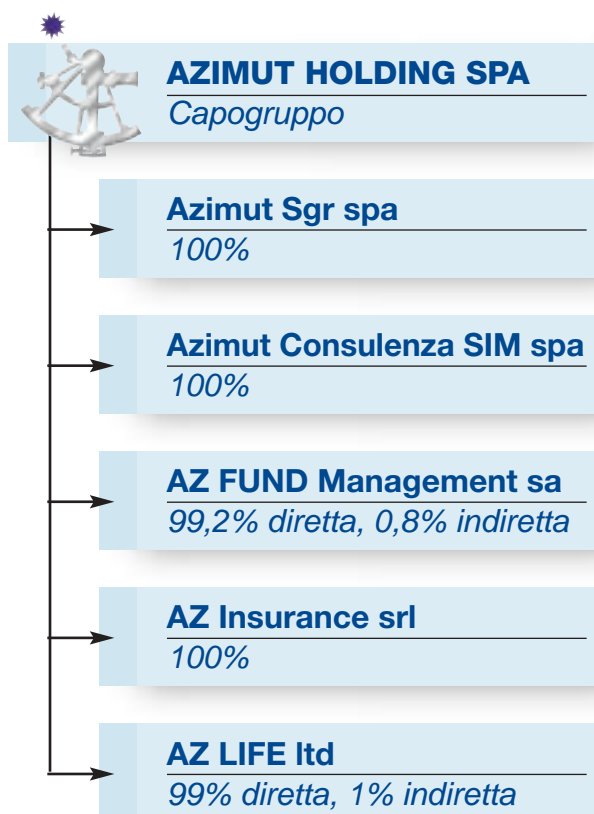 AZIMUT HOLDING SPA
Capogruppo
Azimut Sgr spa
100%
Azimut Consulenza SIM spa
100%
AZ FUND Management sa
99,2% diretta, 0,8% indiretta
AZ Insurance srl
100%
AZ LIFE ltd
99% diretta, 1% indiretta